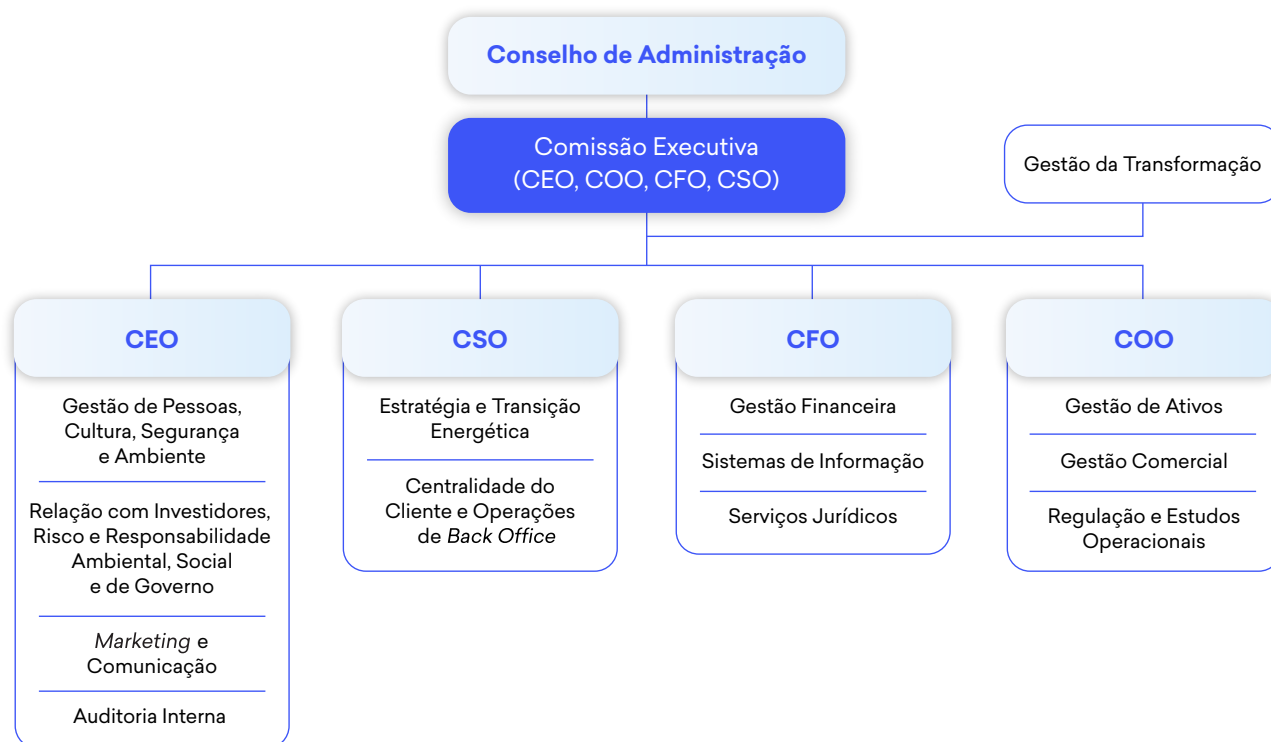 Conselho de Administração
Comissão Executiva
(CEO, COO, CFO, CSO)
Gestão da Transformação
CEO
Gestão de Pessoas,
Cultura, Segurança
e Ambiente
Relação com Investidores,
Risco e Responsabilidade
Ambiental, Social
e de Governo
Marketing e
Comunicação
Auditoria Interna
CSO
Estratégia e Transição
Energética
Centralidade do
Cliente e Operações
de Back Office
CFO
Gestão Financeira
Sistemas de Informação
Serviços Jurídicos
COO
Gestão de Ativos
Gestão Comercial
Regulação e Estudos
Operacionais